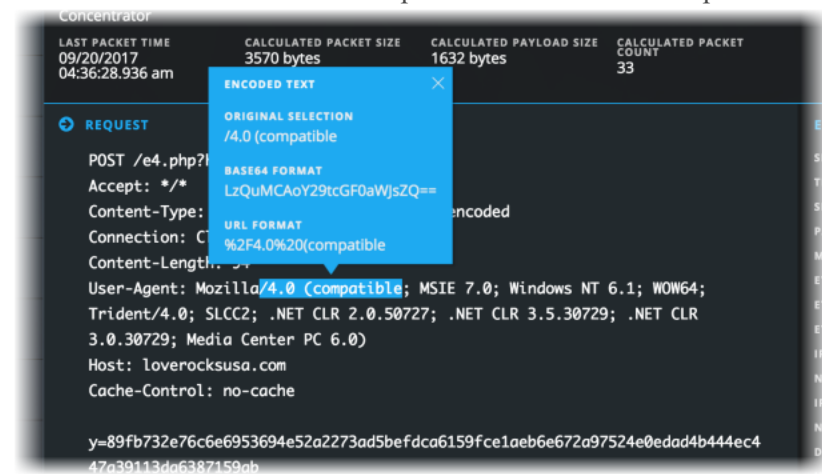 Concentrator
LAST PACKET TIME CALCULATED PACKET SIZE CALCULATED PAYLOAD SIZE CALCULATED PACKET COUNT
09/20/2017 04:36:28.936 am 3570 bytes 1632 bytes 33
ENCODED TEXT
ORIGINAL SELECTION
/4.0 (compatible
BASE64 FORMAT
LzQuMCAoY29tcGF0aWJsZQ==
URL FORMAT
%2F4.0%20(compatible
REQUEST
POST /e4.php?
Accept: */*
Content-Type: encoded
Connection:
Content-Length:
User-Agent: Mozilla/4.0 (compatible; MSIE 7.0; Windows NT 6.1; WOW64;
Trident/4.0; SLCC2; .NET CLR 2.0.50727; .NET CLR 3.5.30729; .NET CLR
3.0.30729; Media Center PC 6.0)
Host: loverocksusa.com
Cache-Control: no-cache
y=89fb732e76c6e6953694e52a2273ad5befdca6159fce1aeb6e672a97524e0edad4b444ec4
47a39113da6387159ab